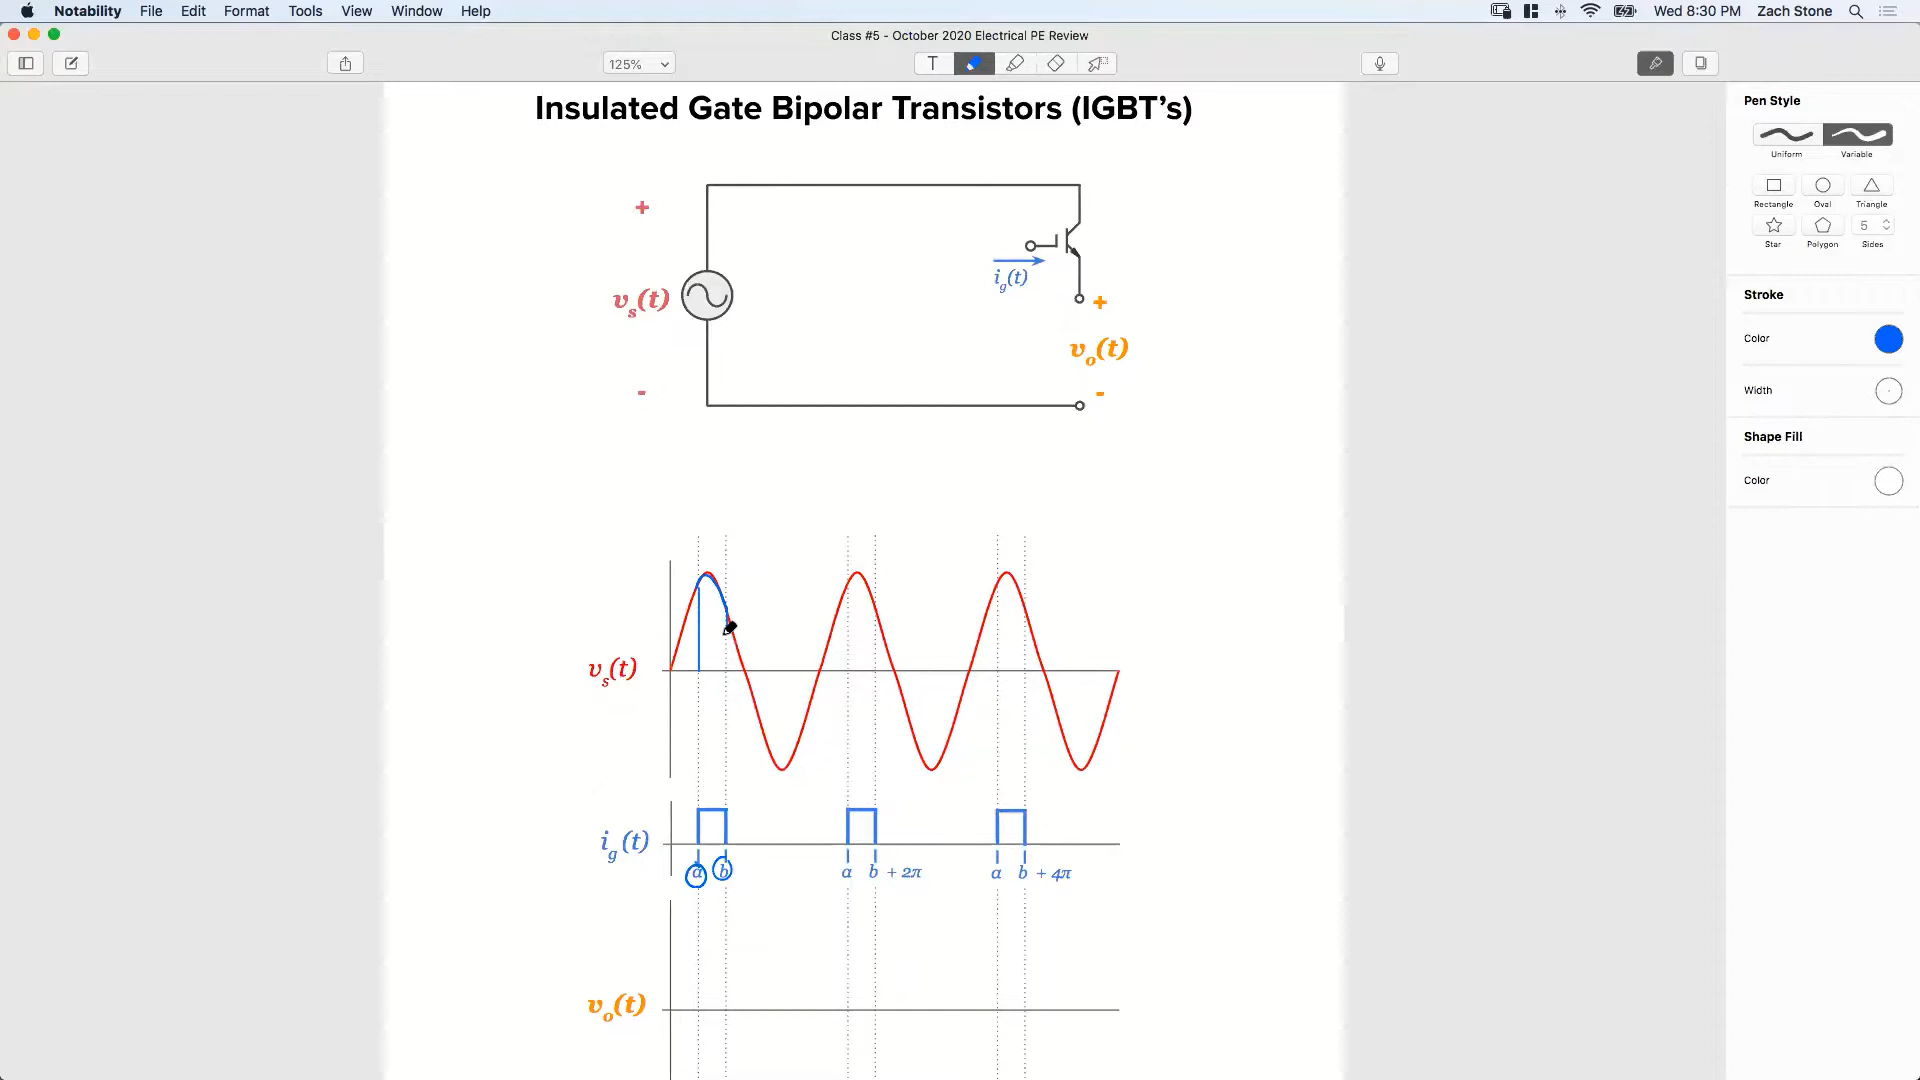 Notability File Edit Format Tools View Window Help Wed 8:30 PM Zach Stone
Class #5 - October 2020 Electrical PE Review
125% T
Insulated Gate Bipolar Transistors (IGBT's)
+
vs(t)
-
ig(t)
+
vo(t)
-
vs(t)
ig(t)
a b a b + 2π a b + 4π
vo(t)
Pen Style
Uniform Variable
Rectangle Oval Triangle
5
Star Polygon Sides
Stroke
Color
Width
Shape Fill
Color